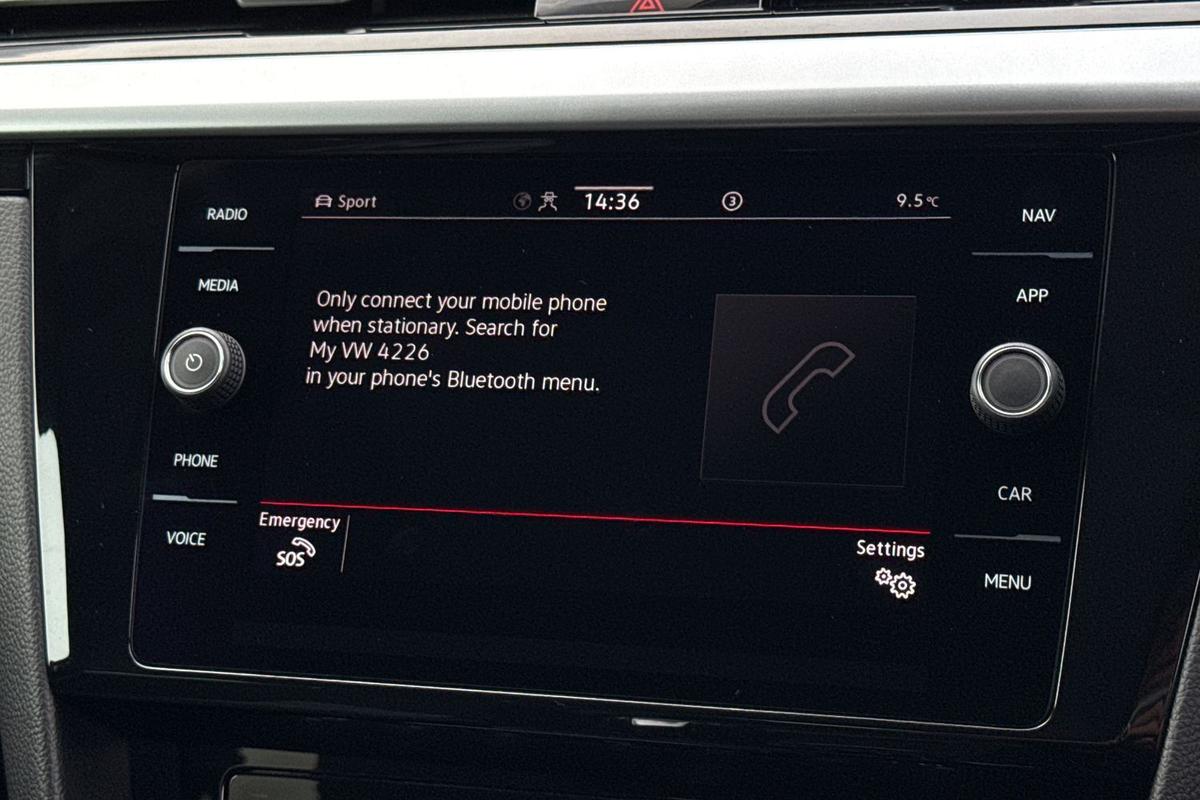 Sport
14:36
3
9.5°C
RADIO
MEDIA
PHONE
VOICE
Only connect your mobile phone
when stationary. Search for
My VW 4226
in your phone's Bluetooth menu.
Emergency
SOS
Settings
NAV
APP
CAR
MENU